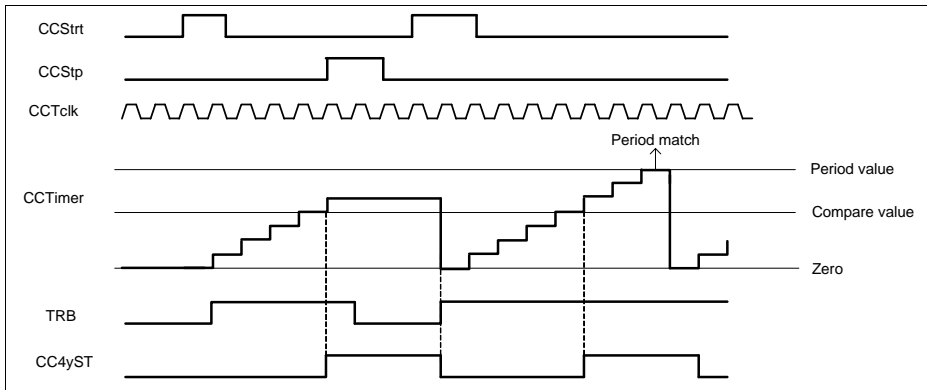 CCStrt
CCStp
CCTclk
Period match
Period value
CCTimer
Compare value
Zero
TRB
CC4yST